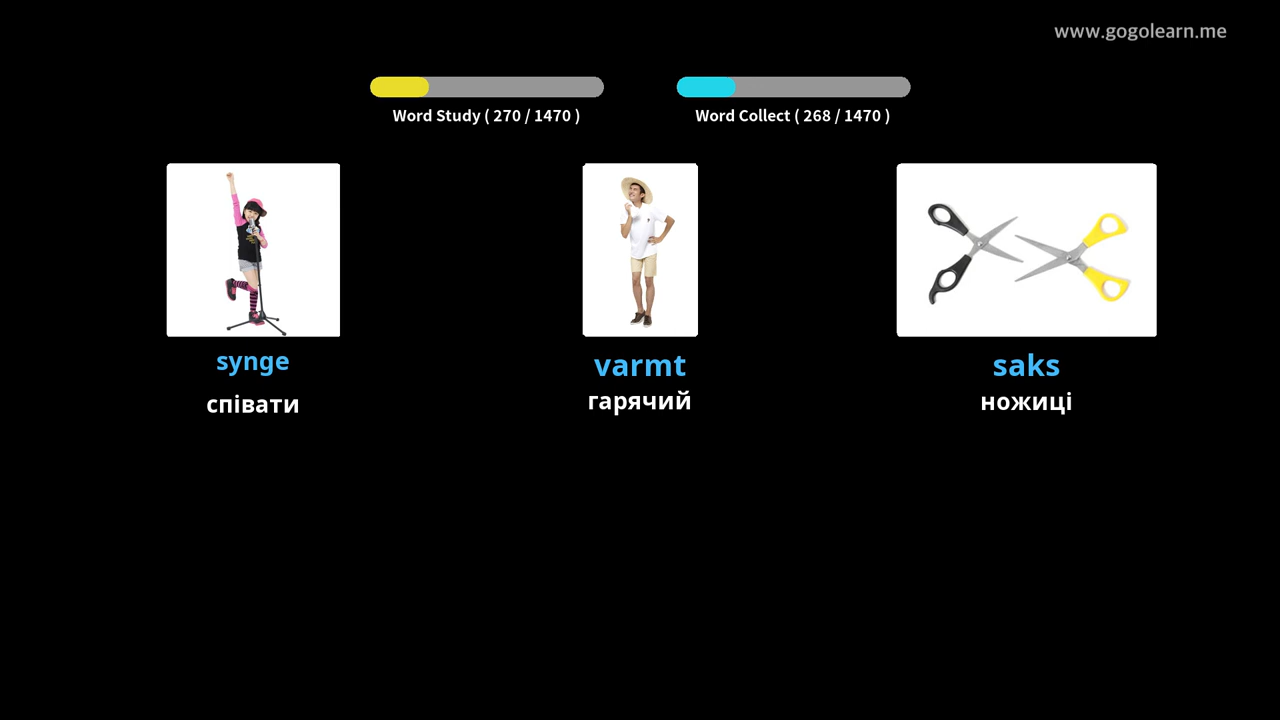 www.gogolearn.me
Word Study ( 270 / 1470 )
Word Collect ( 268 / 1470 )
synge
varmt
saks
співати
гарячий
ножиці